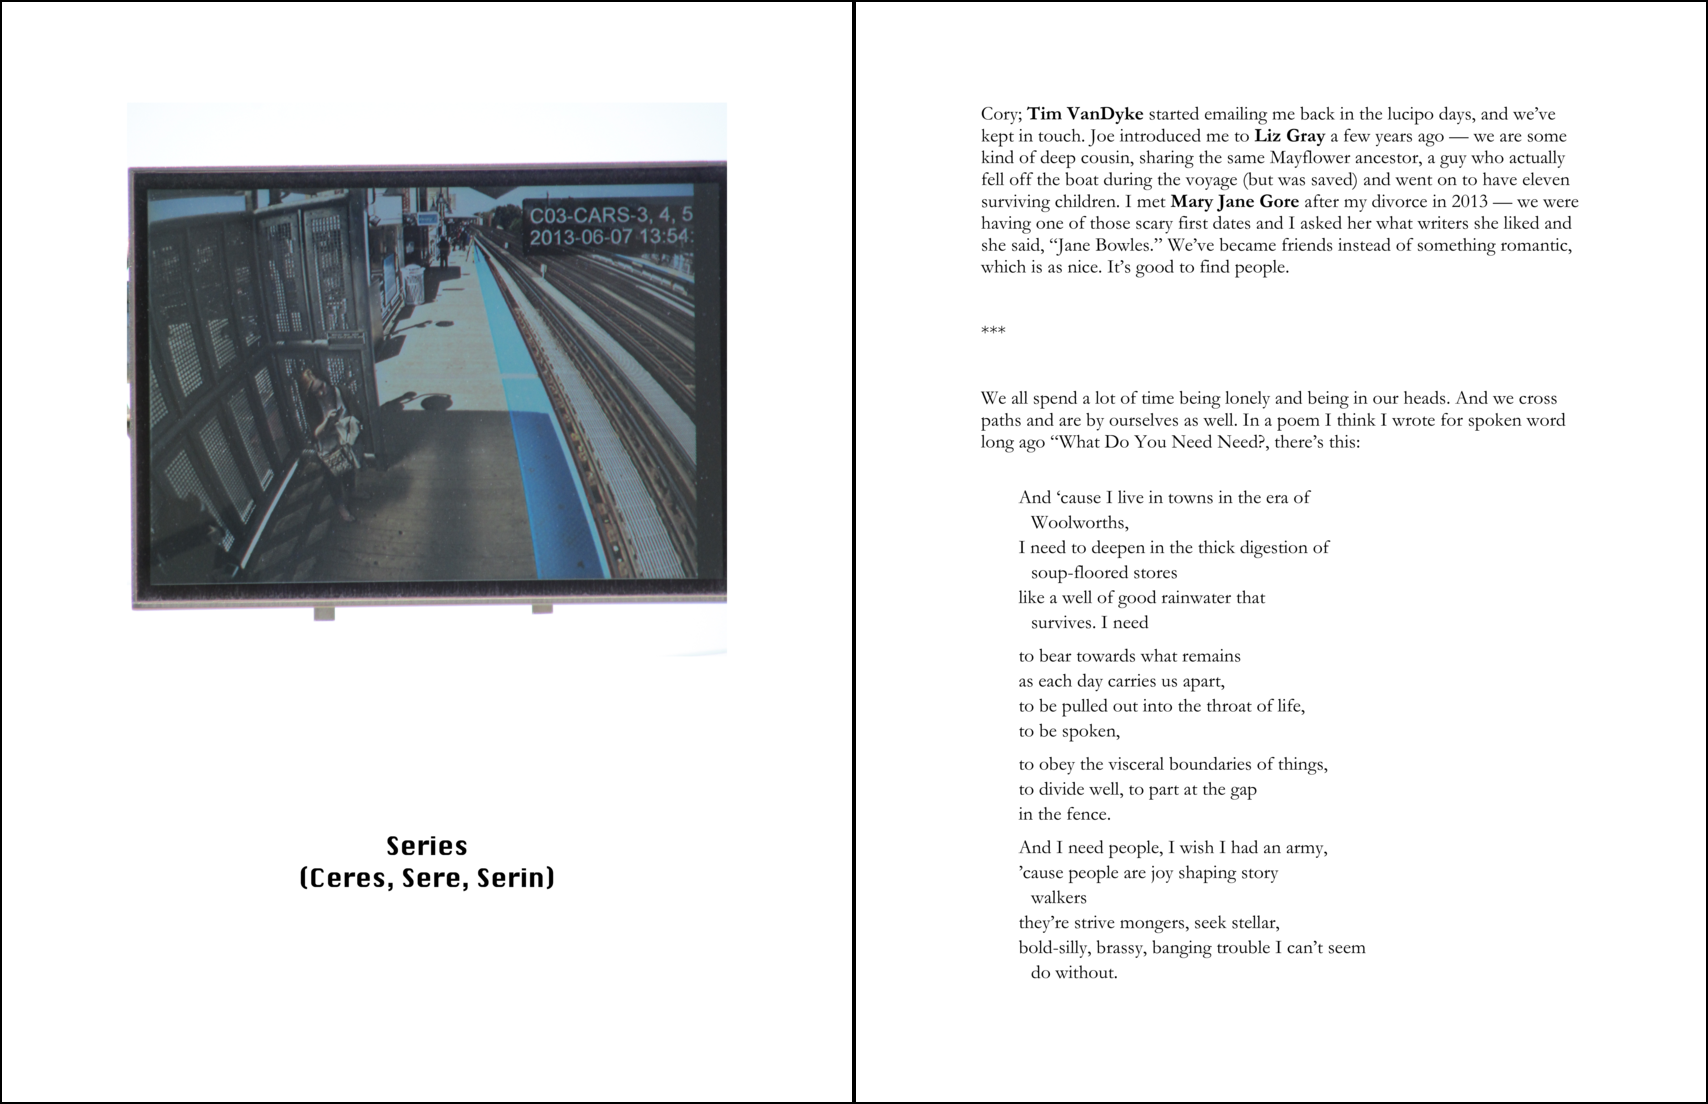 C03-CARS-3, 4, 5
2013-06-07 13:54:
Series
(Ceres, Sere, Serin)
Cory; Tim VanDyke started emailing me back in the lucipo days, and we’ve
kept in touch. Joe introduced me to Liz Gray a few years ago — we are some
kind of deep cousin, sharing the same Mayflower ancestor, a guy who actually
fell off the boat during the voyage (but was saved) and went on to have eleven
surviving children. I met Mary Jane Gore after my divorce in 2013 — we were
having one of those scary first dates and I asked her what writers she liked and
she said, “Jane Bowles.” We’ve became friends instead of something romantic,
which is as nice. It’s good to find people.
***
We all spend a lot of time being lonely and being in our heads. And we cross
paths and are by ourselves as well. In a poem I think I wrote for spoken word
long ago “What Do You Need Need?, there’s this:
And ‘cause I live in towns in the era of
Woolworths,
I need to deepen in the thick digestion of
soup-floored stores
like a well of good rainwater that
survives. I need
to bear towards what remains
as each day carries us apart,
to be pulled out into the throat of life,
to be spoken,
to obey the visceral boundaries of things,
to divide well, to part at the gap
in the fence.
And I need people, I wish I had an army,
’cause people are joy shaping story
walkers
they’re strive mongers, seek stellar,
bold-silly, brassy, banging trouble I can’t seem
do without.